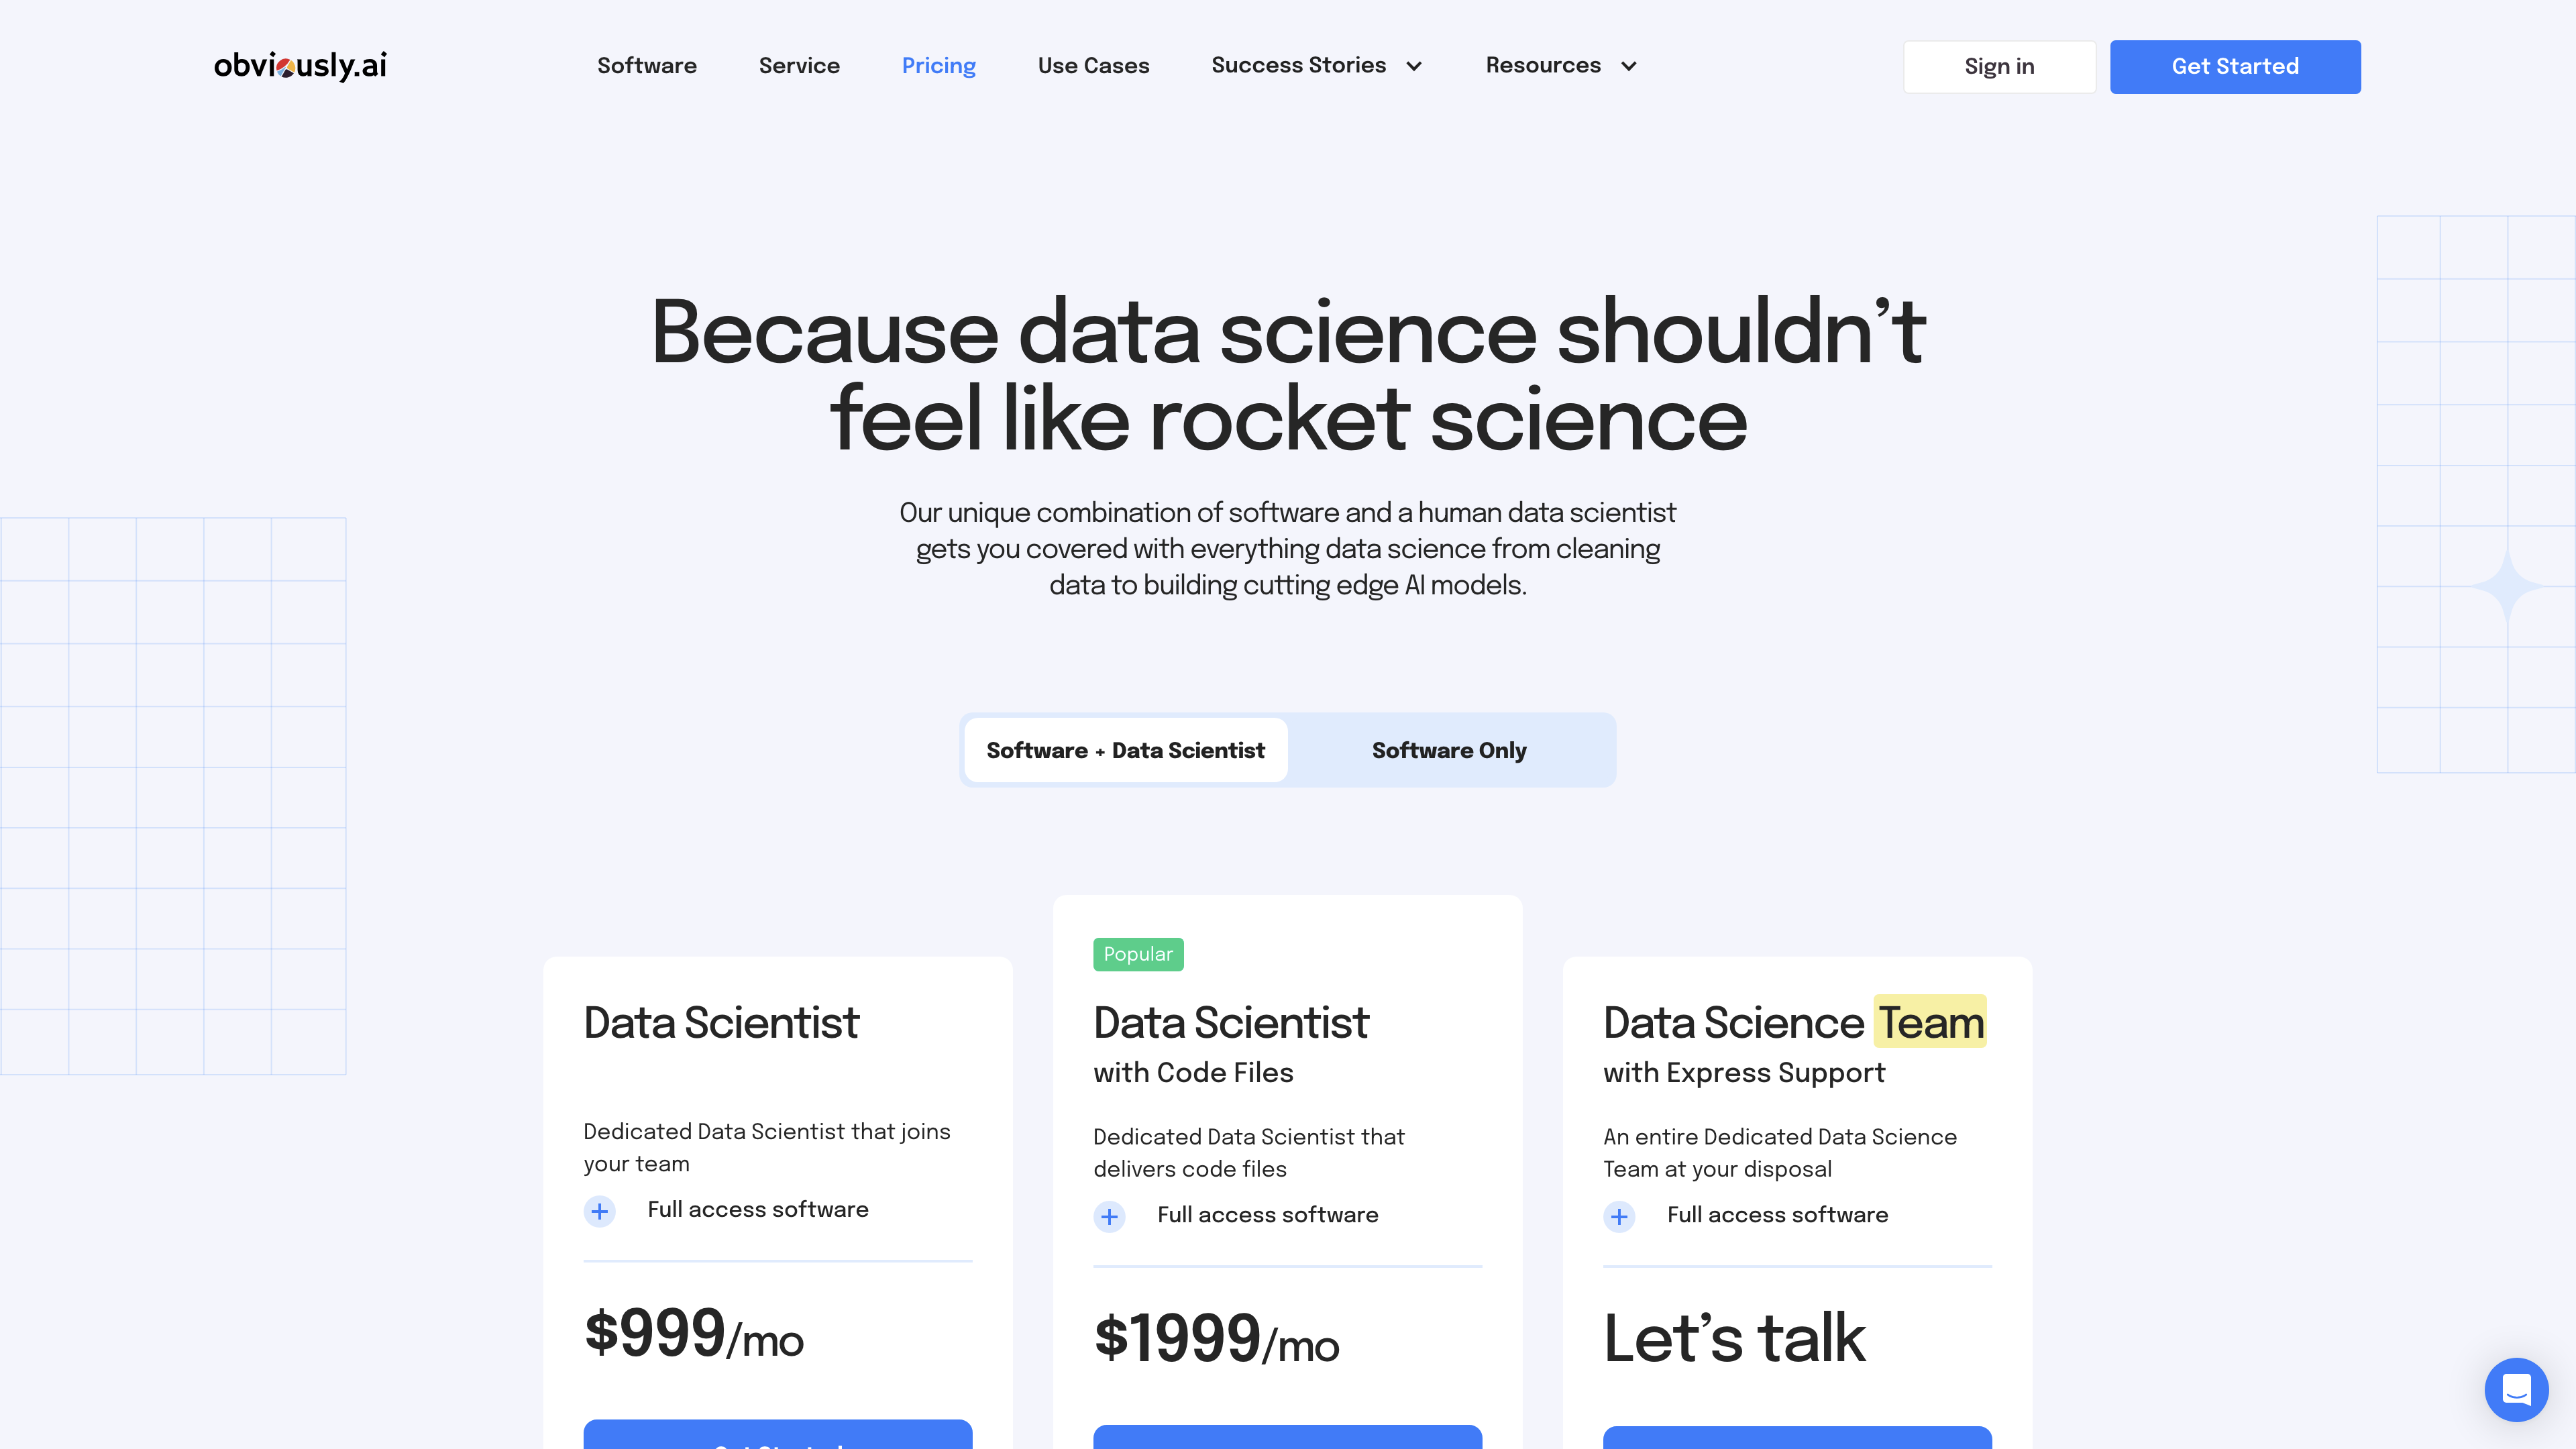 obviously.ai
Software
Service
Pricing
Use Cases
Success Stories
Resources
Sign in
Get Started
Because data science shouldn’t
feel like rocket science
Our unique combination of software and a human data scientist
gets you covered with everything data science from cleaning
data to building cutting edge AI models.
Software + Data Scientist
Software Only
Data Scientist
Dedicated Data Scientist that joins
your team
Full access software
$999/mo
Get Started
Popular
Data Scientist
with Code Files
Dedicated Data Scientist that
delivers code files
Full access software
$1999/mo
Data Science Team
with Express Support
An entire Dedicated Data Science
Team at your disposal
Full access software
Let’s talk